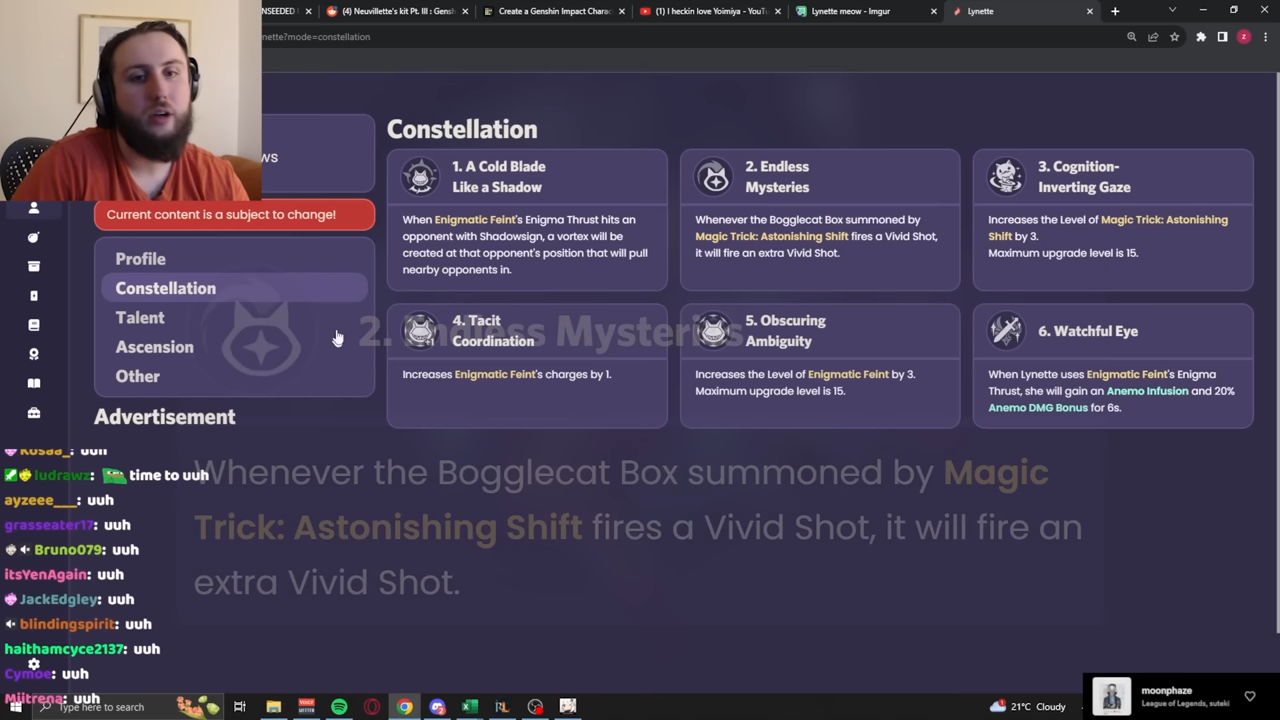 NSEEDED I
(4) Neuvillette's kit Pt. III : Gensh
Create a Genshin Impact Charac
(1) I heckin love Yoimiya - YouTu
Lynette meow - Imgur
Lynette
nette?mode=constellation
ws
Current content is a subject to change!
Profile
Constellation
Talent
Ascension
Other
Advertisement
Constellation
1. A Cold Blade
Like a Shadow
When Enigmatic Feint's Enigma Thrust hits an
opponent with Shadowsign, a vortex will be
created at that opponent's position that will pull
nearby opponents in.
2. Endless
Mysteries
Whenever the Bogglecat Box summoned by
Magic Trick: Astonishing Shift fires a Vivid Shot,
it will fire an extra Vivid Shot.
3. Cognition-
Inverting Gaze
Increases the Level of Magic Trick: Astonishing
Shift by 3.
Maximum upgrade level is 15.
4. Tacit
Coordination
Increases Enigmatic Feint's charges by 1.
5. Obscuring
Ambiguity
Increases the Level of Enigmatic Feint by 3.
Maximum upgrade level is 15.
6. Watchful Eye
When Lynette uses Enigmatic Feint's Enigma
Thrust, she will gain an Anemo Infusion and 20%
Anemo DMG Bonus for 6s.
2. Endless Mysteries
Whenever the Bogglecat Box summoned by Magic
Trick: Astonishing Shift fires a Vivid Shot, it will fire an
extra Vivid Shot.
Kosaa_: uuh
ludrawz: time to uuh
ayzeee___: uuh
grasseater17: uuh
Bruno079: uuh
itsYenAgain: uuh
JackEdgley: uuh
blindingspirit: uuh
haithamcyce2137: uuh
Cymoe: uuh
Miitrena: uuh
Type here to search
21°C Cloudy
moonphaze
League of Legends, sutaki